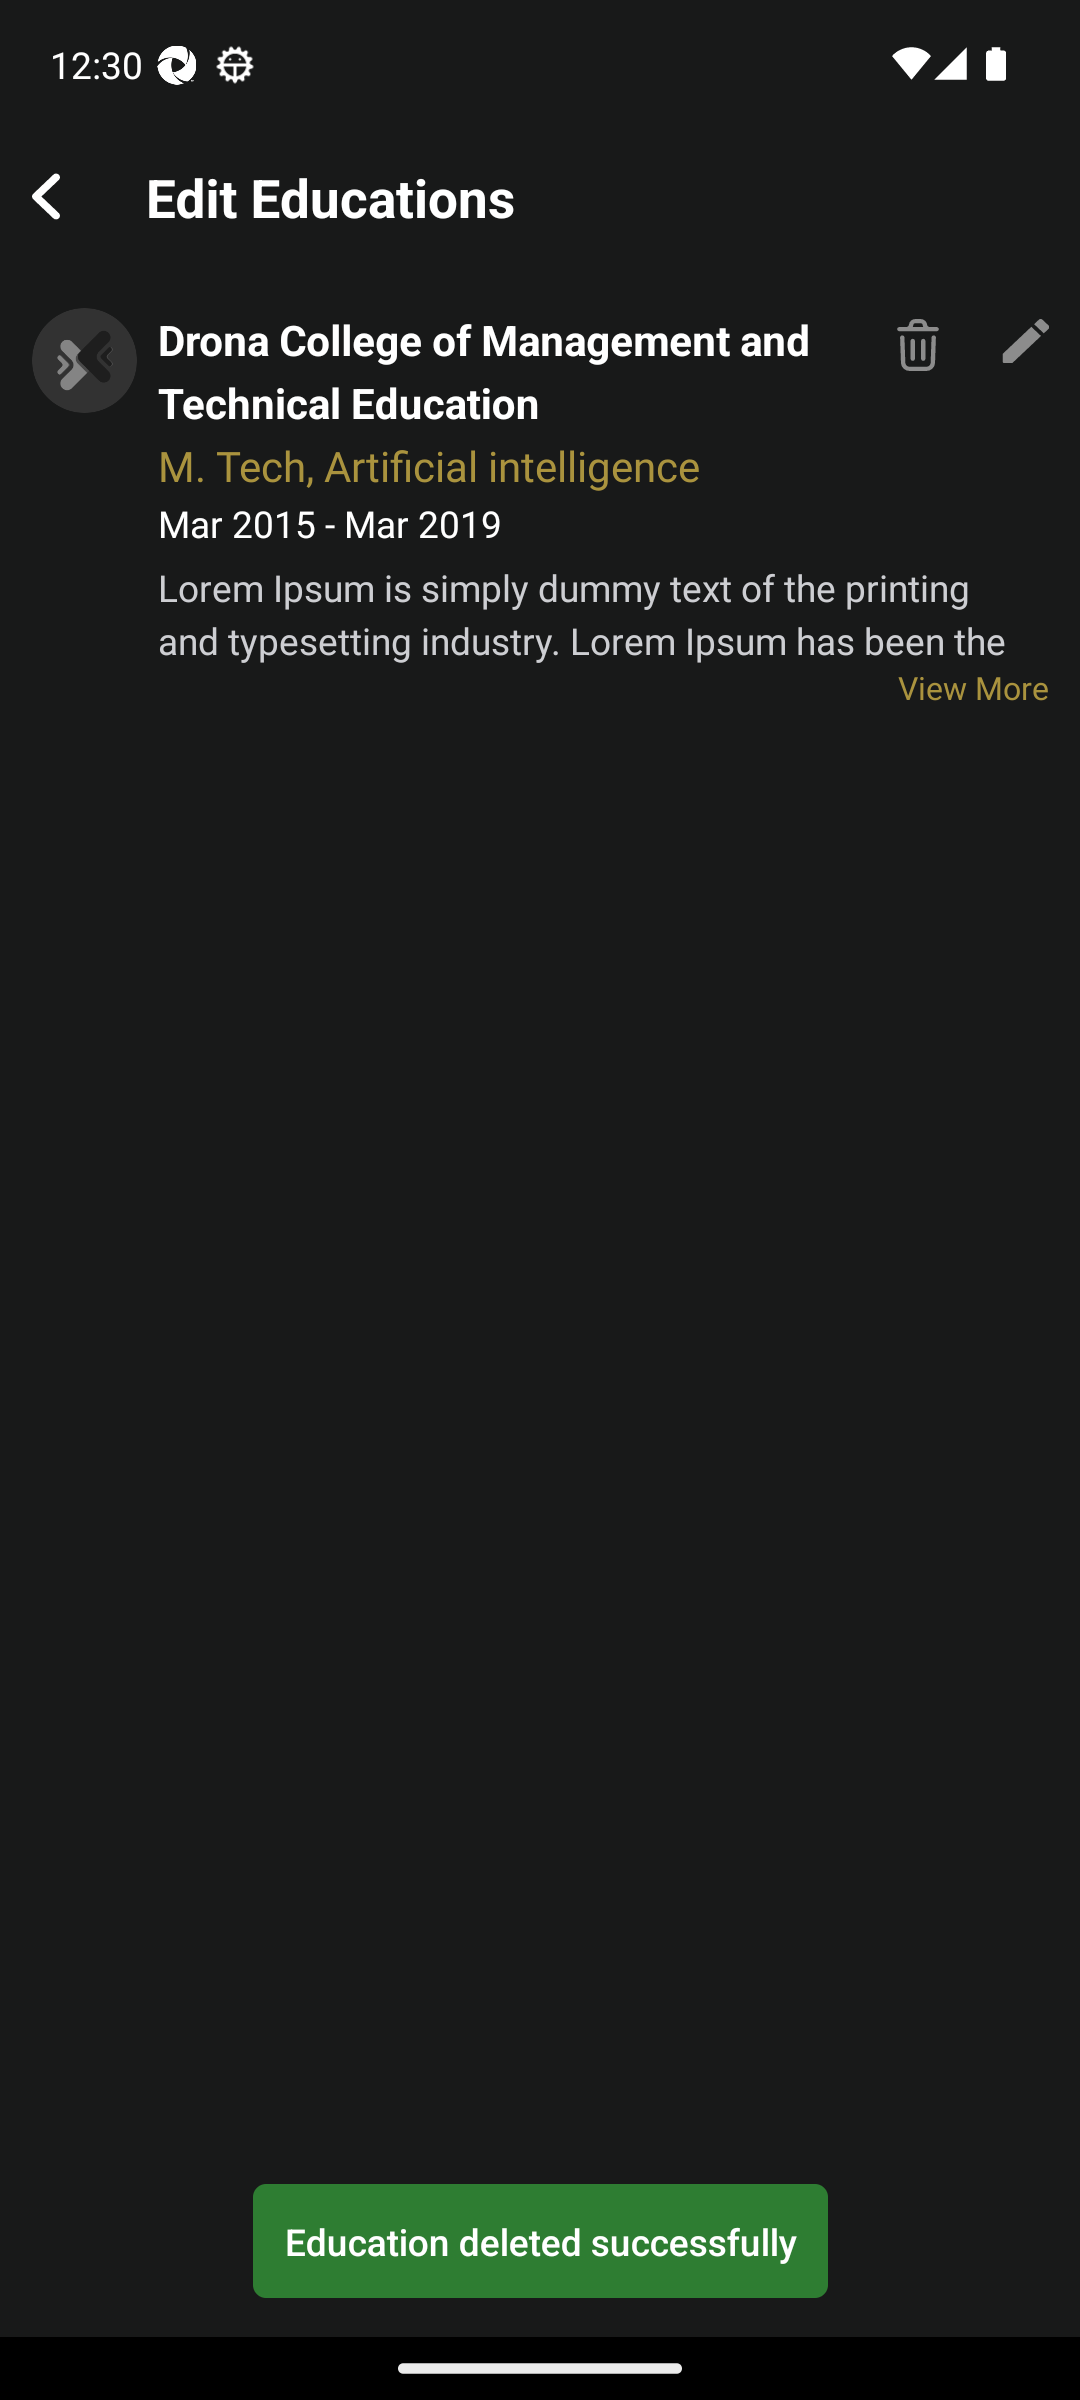 12:30
Edit Educations
Drona College of Management and
Technical Education
M. Tech, Artificial intelligence
Mar 2015 - Mar 2019
Lorem Ipsum is simply dummy text of the printing
and typesetting industry. Lorem Ipsum has been the
View More
Education deleted successfully